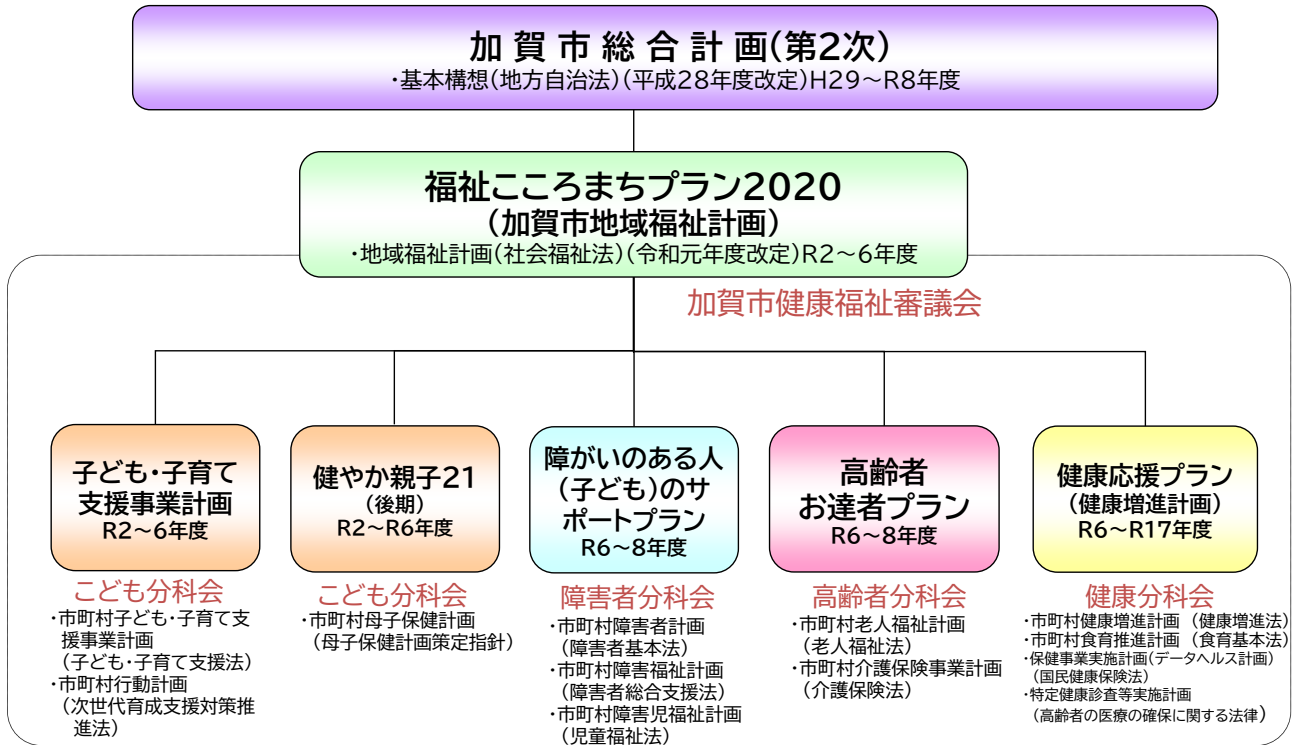 加賀市総合計画(第2次)
・基本構想(地方自治法)(平成28年度改定)H29～R8年度
福祉こころまちプラン2020
(加賀市地域福祉計画)
・地域福祉計画(社会福祉法)(令和元年度改定)R2～6年度
加賀市健康福祉審議会
子ども・子育て
支援事業計画
R2～6年度
こども分科会
・市町村子ども・子育て支
援事業計画
(子ども・子育て支援法)
・市町村行動計画
(次世代育成支援対策推
進法)
健やか親子21
(後期)
R2～R6年度
こども分科会
・市町村母子保健計画
(母子保健計画策定指針)
障がいのある人
(子ども)のサ
ポートプラン
R6～8年度
障害者分科会
・市町村障害者計画
(障害者基本法)
・市町村障害福祉計画
(障害者総合支援法)
・市町村障害児福祉計画
(児童福祉法)
高齢者
お達者プラン
R6～8年度
高齢者分科会
・市町村老人福祉計画
(老人福祉法)
・市町村介護保険事業計画
(介護保険法)
健康応援プラン
(健康増進計画)
R6～R17年度
健康分科会
・市町村健康増進計画(健康増進法)
・市町村食育推進計画(食育基本法)
・保健事業実施計画(データヘルス計画)
(国民健康保険法)
・特定健康診査等実施計画
(高齢者の医療の確保に関する法律)